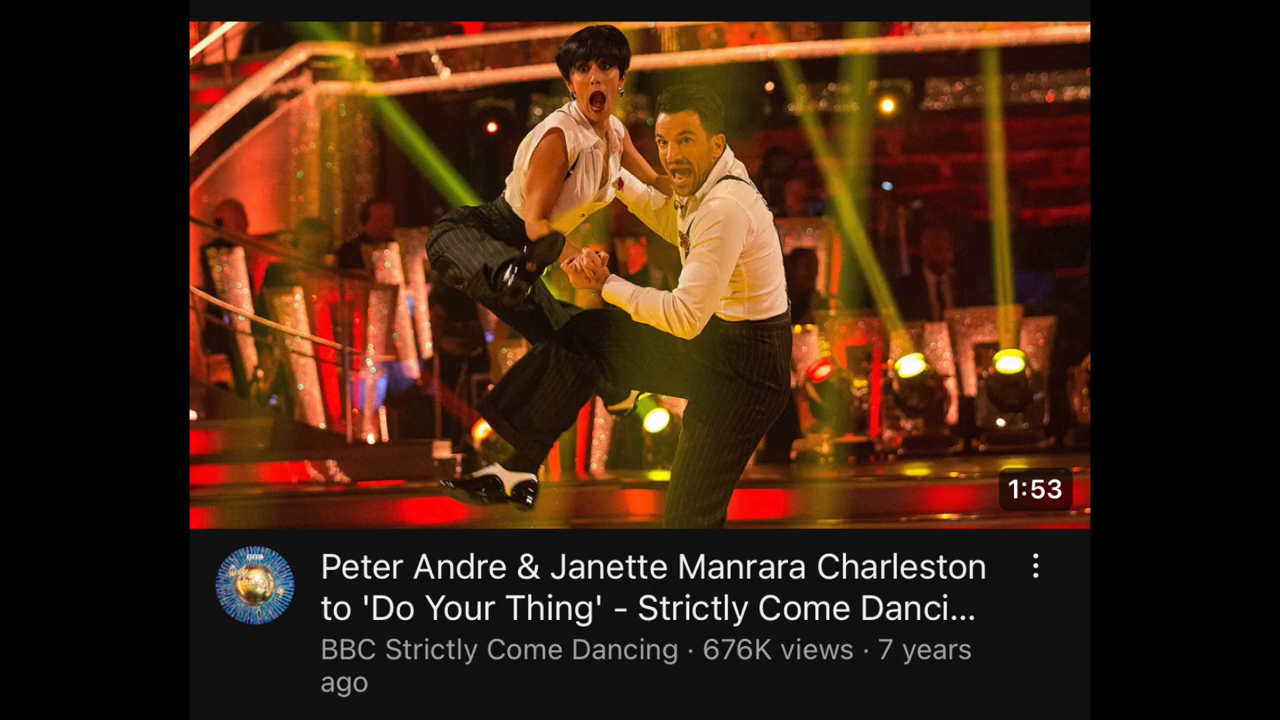 1:53
BBC
Peter Andre & Janette Manrara Charleston
to 'Do Your Thing' - Strictly Come Danci...
BBC Strictly Come Dancing · 676K views · 7 years
ago